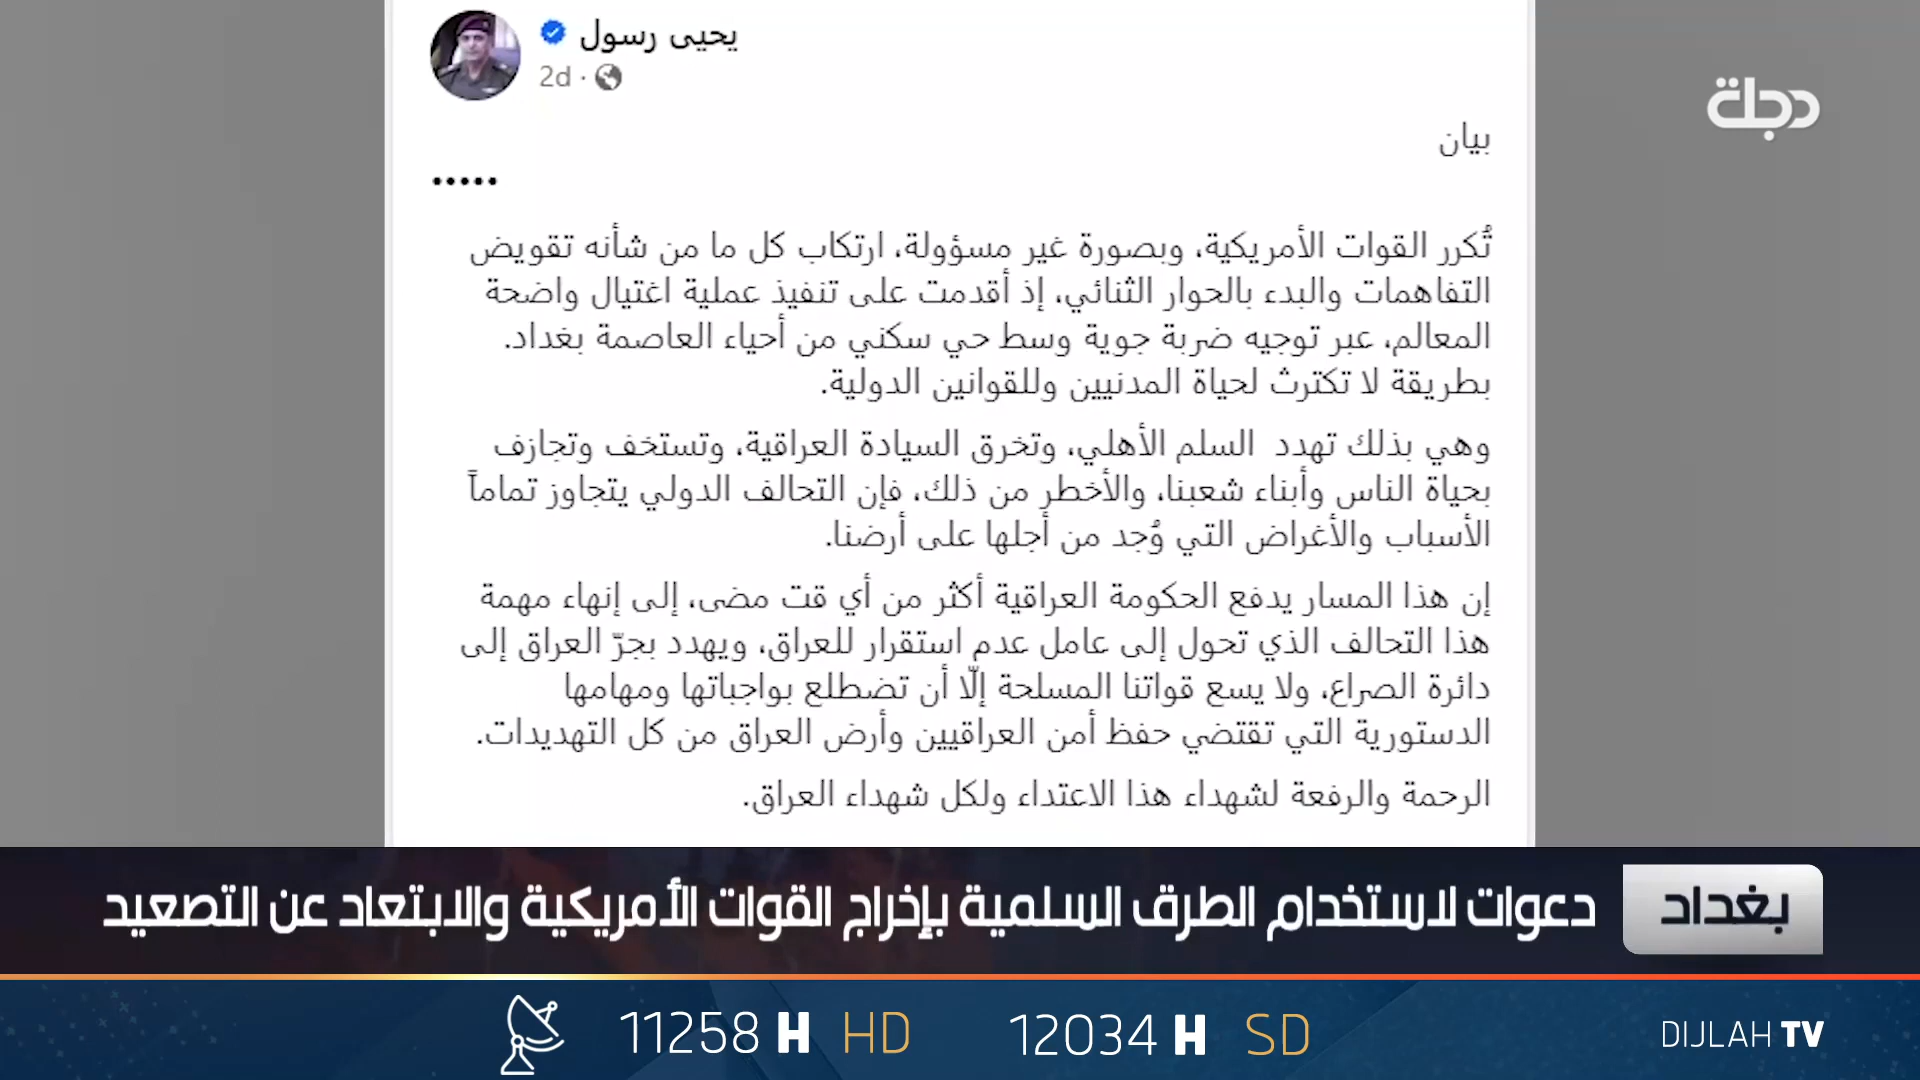 يحيى رسول
2d ·
دجلة
بيان
•••••
تُكرر القوات الأمريكية، وبصورة غير مسؤولة، ارتكاب كل ما من شأنه تقويض
التفاهمات والبدء بالحوار الثنائي، إذ أقدمت على تنفيذ عملية اغتيال واضحة
المعالم، عبر توجيه ضربة جوية وسط حي سكني من أحياء العاصمة بغداد.
بطريقة لا تكترث لحياة المدنيين وللقوانين الدولية.
وهي بذلك تهدد السلم الأهلي، وتخرق السيادة العراقية، وتستخف وتجازف
بحياة الناس وأبناء شعبنا، والأخطر من ذلك، فإن التحالف الدولي يتجاوز تماماً
الأسباب والأغراض التي وُجد من أجلها على أرضنا.
إن هذا المسار يدفع الحكومة العراقية أكثر من أي قت مضى، إلى إنهاء مهمة
هذا التحالف الذي تحول إلى عامل عدم استقرار للعراق، ويهدد بجرّ العراق إلى
دائرة الصراع، ولا يسع قواتنا المسلحة إلّا أن تضطلع بواجباتها ومهامها
الدستورية التي تقتضي حفظ أمن العراقيين وأرض العراق من كل التهديدات.
الرحمة والرفعة لشهداء هذا الاعتداء ولكل شهداء العراق.
بغداد
دعوات لاستخدام الطرق السلمية بإخراج القوات الأمريكية والابتعاد عن التصعيد
11258 H HD 12034 H SD
DIJLAH TV